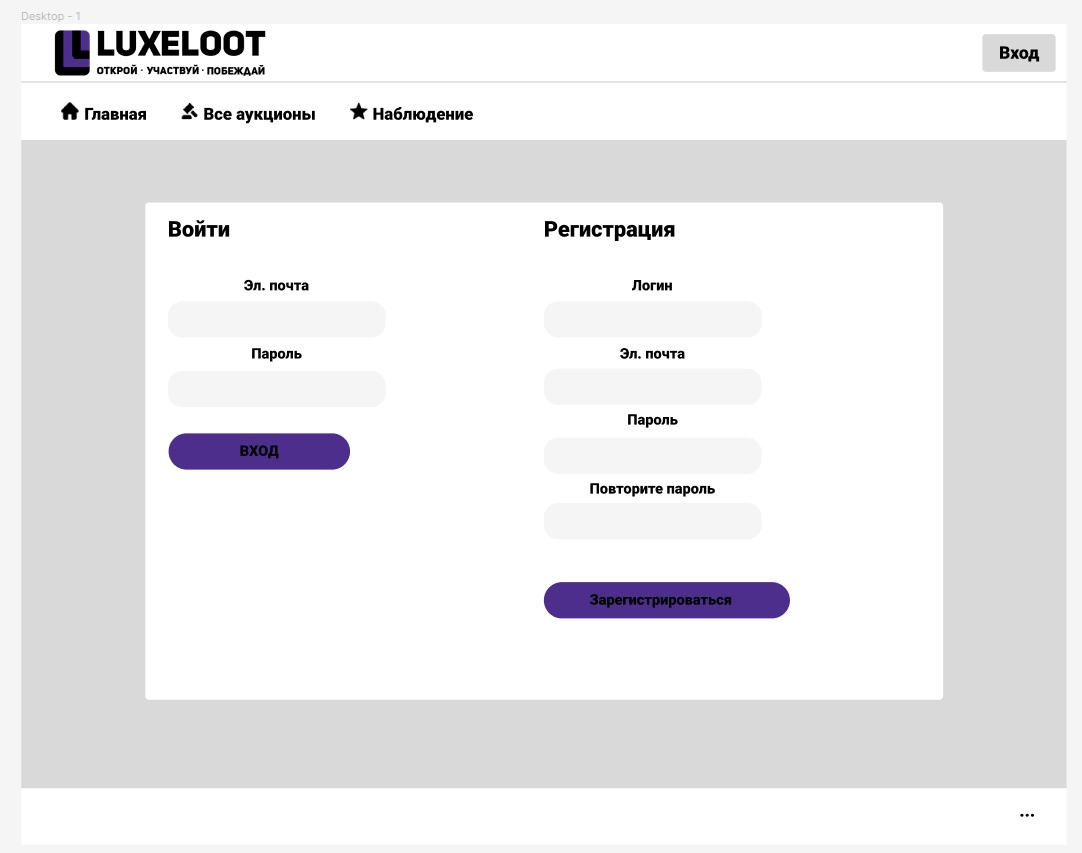 Desktop - 1
LUXELOOT
ОТКРОЙ · УЧАСТВУЙ · ПОБЕЖДАЙ
Вход
Главная
Все аукционы
Наблюдение
Войти
Эл. почта
Пароль
ВХОД
Регистрация
Логин
Эл. почта
Пароль
Повторите пароль
Зарегистрироваться
...